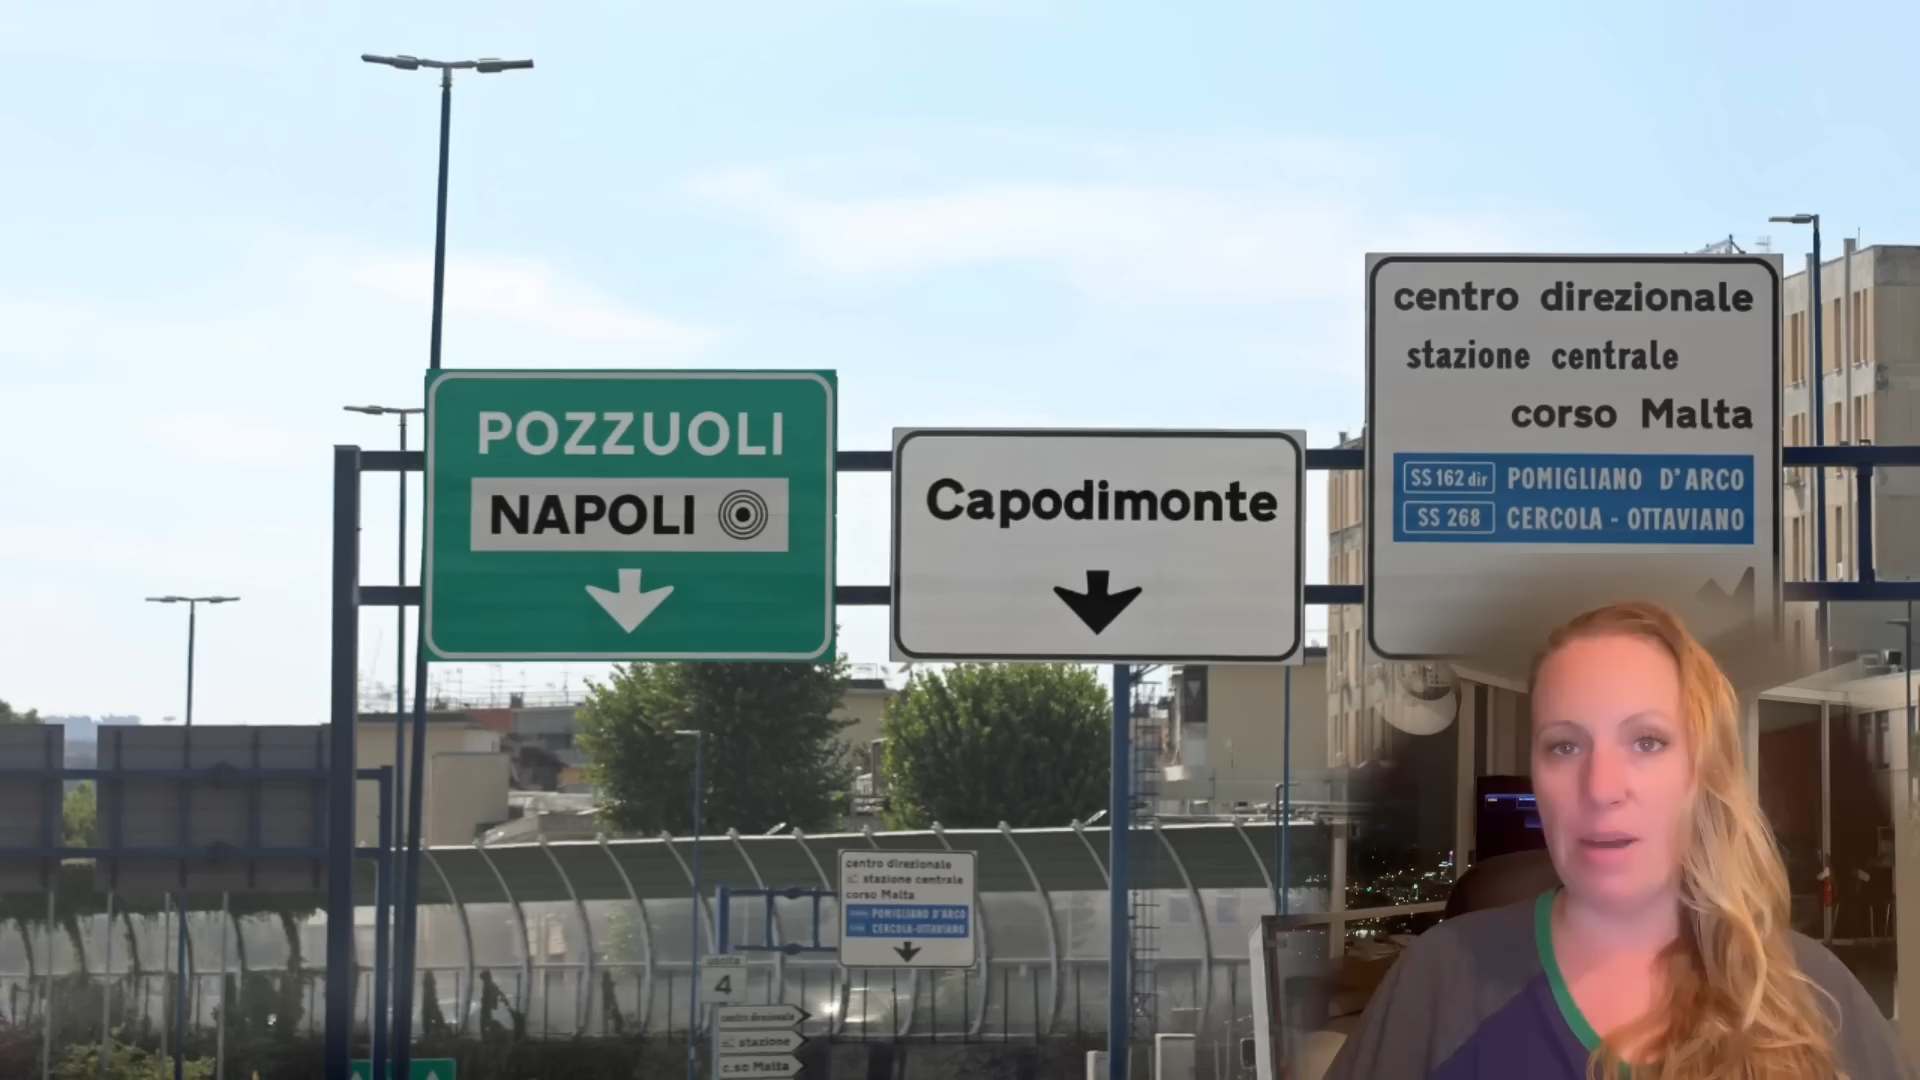 POZZUOLI
NAPOLI
Capodimonte
centro direzionale
stazione centrale
corso Malta
SS 162 dir POMIGLIANO D'ARCO
SS 268 CERCOLA - OTTAVIANO
centro direzionale
stazione centrale
corso Malta
POMIGLIANO D'ARCO
CERCOLA-OTTAVIANO
uscita
4
centro direzionale
stazione
c.so Malta